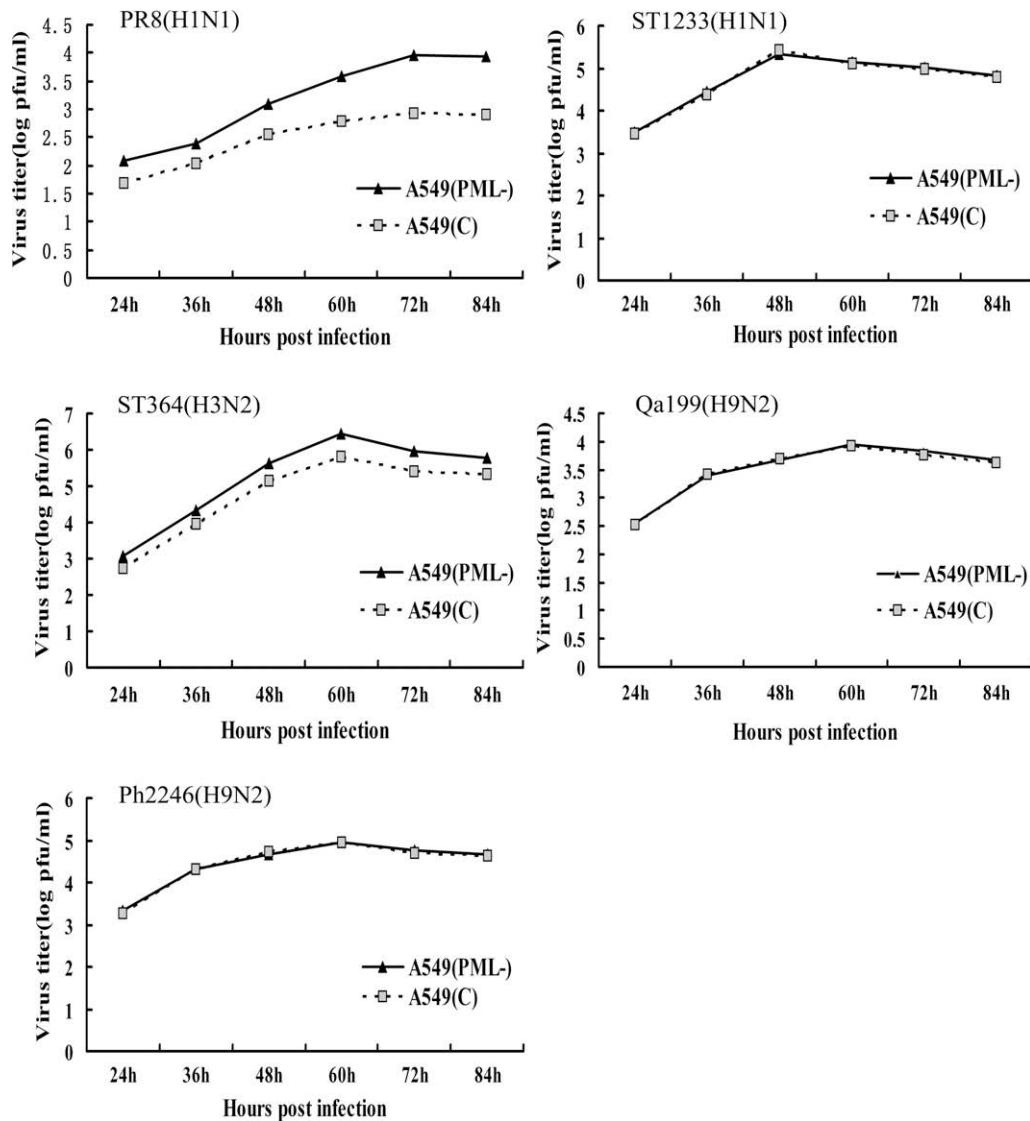 PR8(H1N1)
Virus titer(log pfu/ml)
4.5
4
3.5
3
2.5
2
1.5
1
0.5
0
A549(PML-)
A549(C)
24h 36h 48h 60h 72h 84h
Hours post infection
ST1233(H1N1)
Virus titer(log pfu/ml)
6
5
4
3
2
1
0
A549(PML-)
A549(C)
24h 36h 48h 60h 72h 84h
Hours post infection
ST364(H3N2)
Virus titer(log pfu/ml)
7
6
5
4
3
2
1
0
A549(PML-)
A549(C)
24h 36h 48h 60h 72h 84h
Hours post infection
Qa199(H9N2)
Virus titer(log pfu/ml)
4.5
4
3.5
3
2.5
2
1.5
1
0.5
0
A549(PML-)
A549(C)
24h 36h 48h 60h 72h 84h
Hours post infection
Ph2246(H9N2)
Virus titer(log pfu/ml)
6
5
4
3
2
1
0
A549(PML-)
A549(C)
24h 36h 48h 60h 72h 84h
Hours post infection